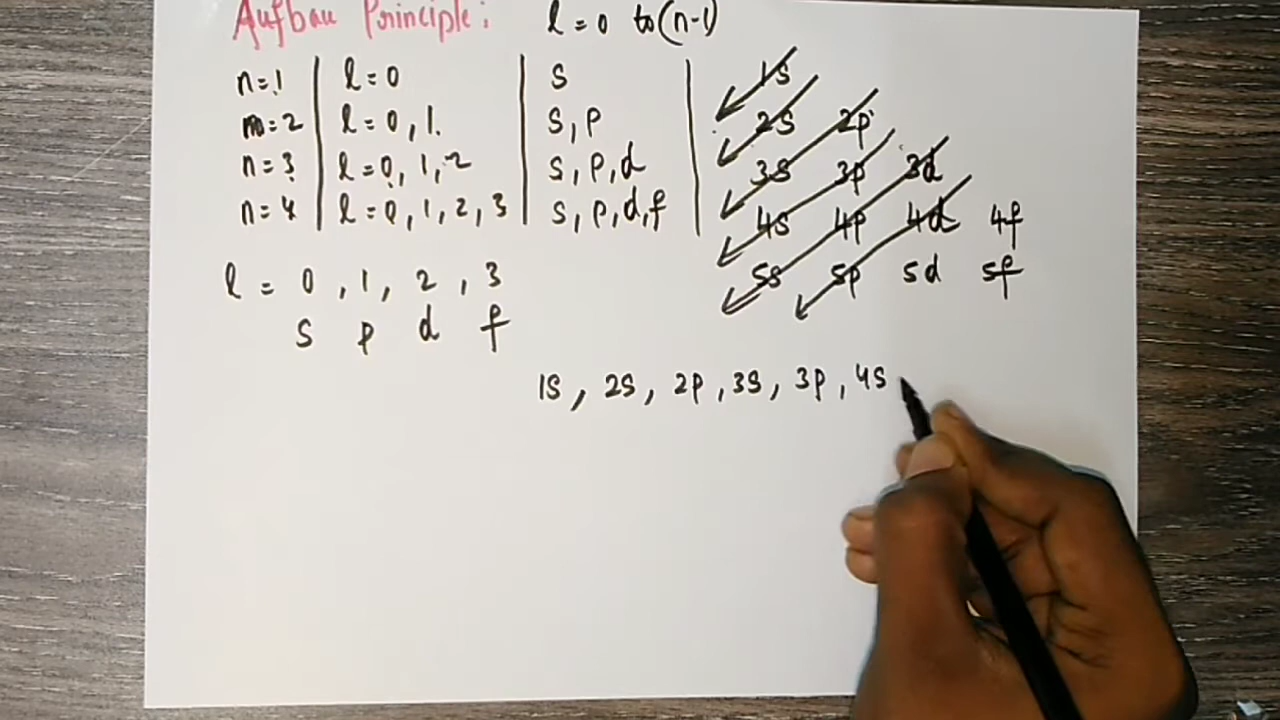 Aufbau Principle: l = 0 to (n-1)
n=1 l=0 s 1s
n=2 l=0, 1. s, p 2s 2p
n=3 l=0, 1, 2 s, p, d 3s 3p 3d
n=4 l=0, 1, 2, 3 s, p, d, f 4s 4p 4d 4f
5s 5p 5d 5f
l = 0, 1, 2, 3
s p d f
1s, 2s, 2p, 3s, 3p, 4s